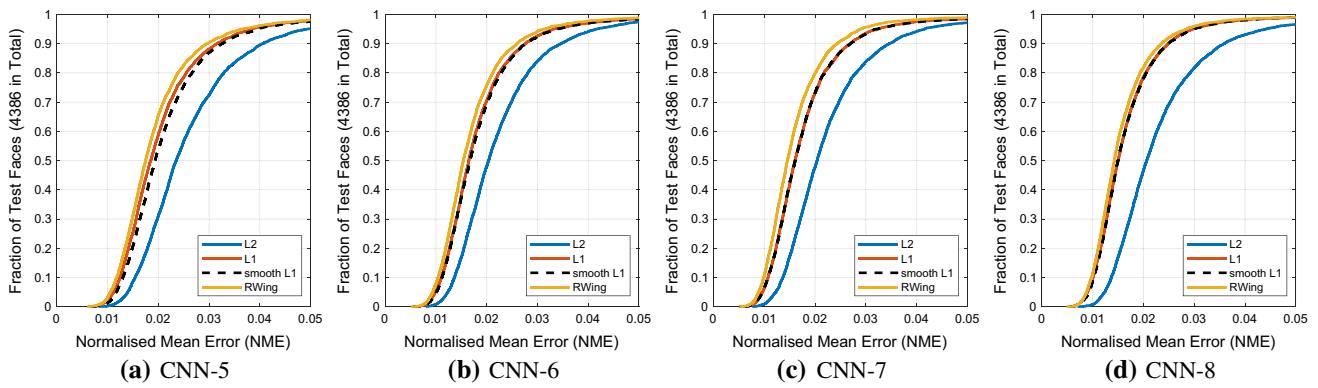 Fraction of Test Faces (4386 in Total)
1
0.9
0.8
0.7
0.6
0.5
0.4
0.3
0.2
0.1
0
L2
L1
smooth L1
RWing
0 0.01 0.02 0.03 0.04 0.05
Normalised Mean Error (NME)
(a) CNN-5
Fraction of Test Faces (4386 in Total)
1
0.9
0.8
0.7
0.6
0.5
0.4
0.3
0.2
0.1
0
L2
L1
smooth L1
RWing
0 0.01 0.02 0.03 0.04 0.05
Normalised Mean Error (NME)
(b) CNN-6
Fraction of Test Faces (4386 in Total)
1
0.9
0.8
0.7
0.6
0.5
0.4
0.3
0.2
0.1
0
L2
L1
smooth L1
RWing
0 0.01 0.02 0.03 0.04 0.05
Normalised Mean Error (NME)
(c) CNN-7
Fraction of Test Faces (4386 in Total)
1
0.9
0.8
0.7
0.6
0.5
0.4
0.3
0.2
0.1
0
L2
L1
smooth L1
RWing
0 0.01 0.02 0.03 0.04 0.05
Normalised Mean Error (NME)
(d) CNN-8